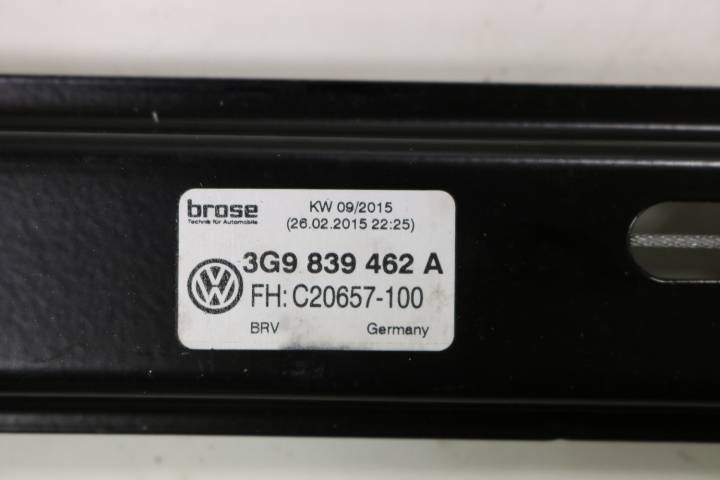 brose
Technik für Automobile
KW 09/2015
(26.02.2015 22:25)
3G9 839 462 A
FH: C20657-100
BRV Germany